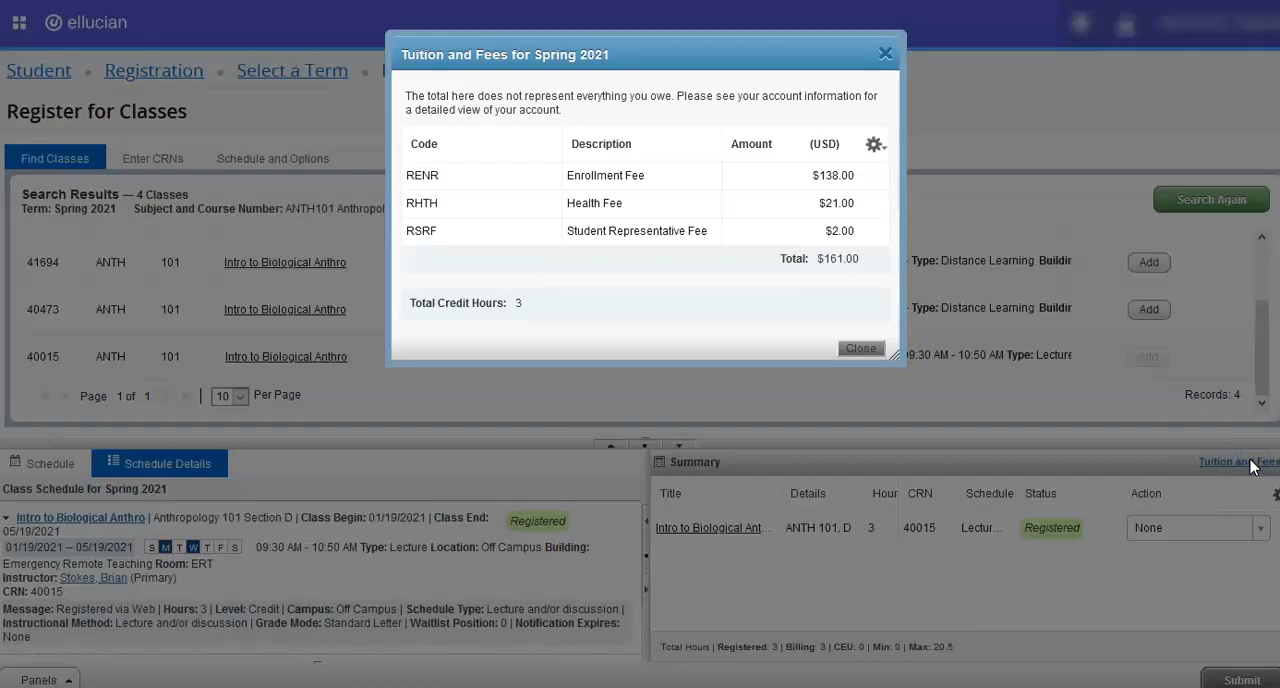 ellucian
Student • Registration • Select a Term •
Register for Classes
Find Classes Enter CRNs Schedule and Options
Search Results — 4 Classes
Term: Spring 2021 Subject and Course Number: ANTH101 Anthropol
Search Again
41694 ANTH 101 Intro to Biological Anthro - Type: Distance Learning Buildin Add
40473 ANTH 101 Intro to Biological Anthro - Type: Distance Learning Buildin Add
40015 ANTH 101 Intro to Biological Anthro 09:30 AM - 10:50 AM Type: Lecture Add
Page 1 of 1 | 10 Per Page Records: 4
Tuition and Fees for Spring 2021
The total here does not represent everything you owe. Please see your account information for
a detailed view of your account.
Code Description Amount (USD)
RENR Enrollment Fee $138.00
RHTH Health Fee $21.00
RSRF Student Representative Fee $2.00
Total: $161.00
Total Credit Hours: 3
Close
Schedule Schedule Details
Class Schedule for Spring 2021
Intro to Biological Anthro | Anthropology 101 Section D | Class Begin: 01/19/2021 | Class End:
05/19/2021
Registered
01/19/2021 -- 05/19/2021 S M T W T F S 09:30 AM - 10:50 AM Type: Lecture Location: Off Campus Building:
Emergency Remote Teaching Room: ERT
Instructor: Stokes, Brian (Primary)
CRN: 40015
Message: Registered via Web | Hours: 3 | Level: Credit | Campus: Off Campus | Schedule Type: Lecture and/or discussion |
Instructional Method: Lecture and/or discussion | Grade Mode: Standard Letter | Waitlist Position: 0 | Notification Expires:
None
Summary Tuition and Fees
Title Details Hour CRN Schedule Status Action
Intro to Biological Ant... ANTH 101, D 3 40015 Lectur... Registered None
Total Hours | Registered: 3 | Billing: 3 | CEU: 0 | Min: 0 | Max: 20.5
Panels Submit